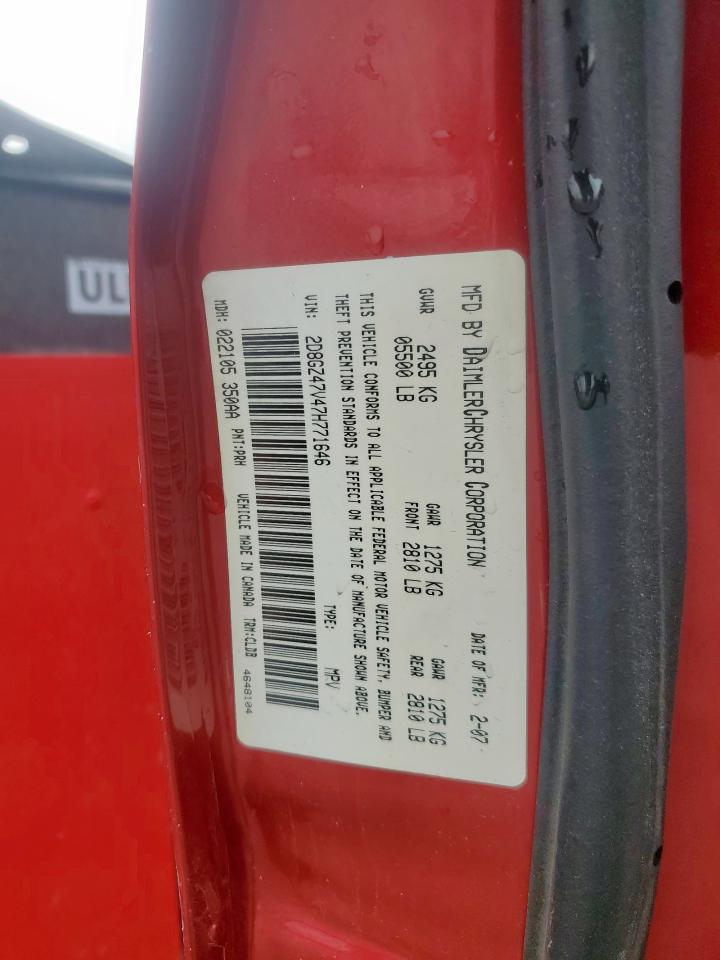 MFD BY DAIMLERCHRYSLER CORPORATION DATE OF MFR: 2-07
GVWR 2495 KG GAWR 1275 KG GAWR 1275 KG
05500 LB FRONT 2810 LB REAR 2810 LB
THIS VEHICLE CONFORMS TO ALL APPLICABLE FEDERAL MOTOR VEHICLE SAFETY, BUMPER AND
THEFT PREVENTION STANDARDS IN EFFECT ON THE DATE OF MANUFACTURE SHOWN ABOVE.
VIN: 2D8GZ47V47H771646 TYPE: MPV
MDH: 022105 350AA PNT:PRH VEHICLE MADE IN CANADA TRM:CLDB 4648104
UL